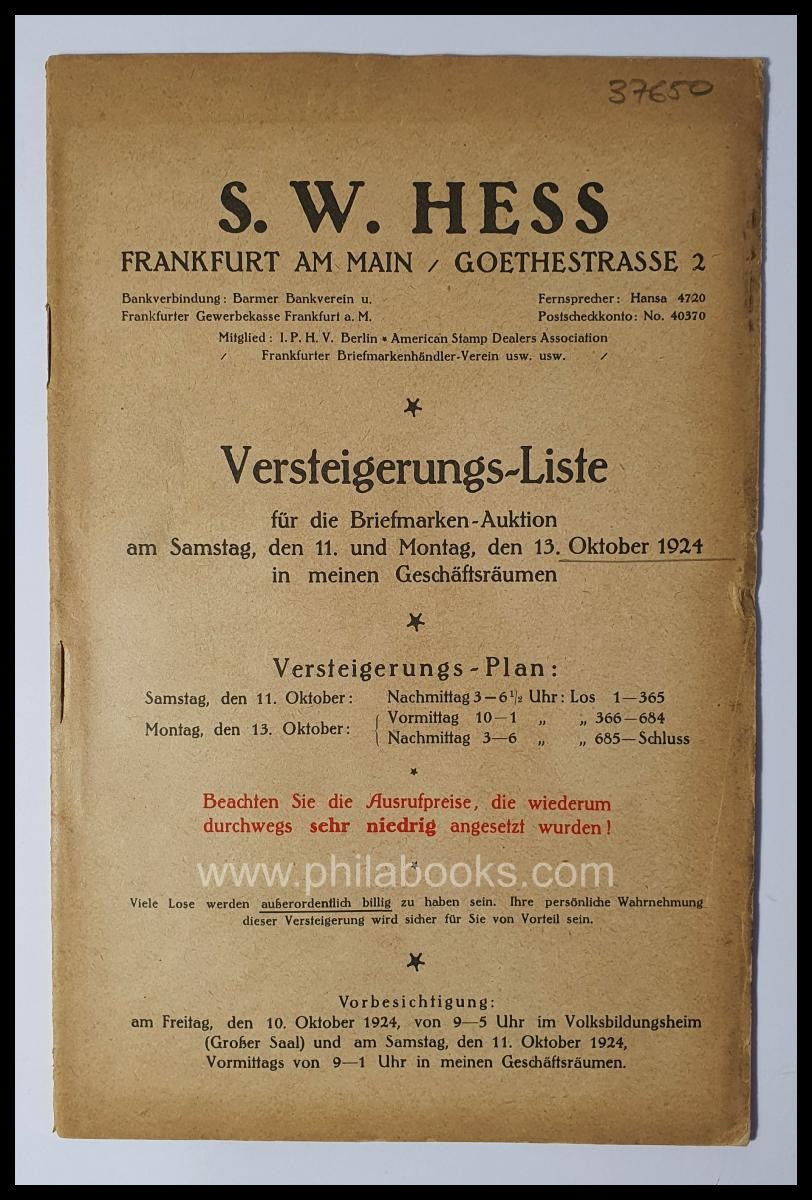 37650
S. W. HESS
FRANKFURT AM MAIN / GOETHESTRASSE 2
Bankverbindung: Barmer Bankverein u. Fernsprecher: Hansa 4720
Frankfurter Gewerbekasse Frankfurt a. M. Postscheckkonto: No. 40370
Mitglied: I. P. H. V. Berlin • American Stamp Dealers Association
/ Frankfurter Briefmarkenhändler-Verein usw. usw. /
Versteigerungs-Liste
für die Briefmarken-Auktion
am Samstag, den 11. und Montag, den 13. Oktober 1924
in meinen Geschäftsräumen
Versteigerungs-Plan:
Samstag, den 11. Oktober: Nachmittag 3—6 1/2 Uhr: Los 1—365
Montag, den 13. Oktober: { Vormittag 10—1 „ „ 366—684
Nachmittag 3—6 „ „ 685—Schluss
Beachten Sie die Ausrufpreise, die wiederum
durchwegs sehr niedrig angesetzt wurden!
www.philabooks.com
Viele Lose werden außerordentlich billig zu haben sein. Ihre persönliche Wahrnehmung
dieser Versteigerung wird sicher für Sie von Vorteil sein.
Vorbesichtigung:
am Freitag, den 10. Oktober 1924, von 9—5 Uhr im Volksbildungsheim
(Großer Saal) und am Samstag, den 11. Oktober 1924,
Vormittags von 9—1 Uhr in meinen Geschäftsräumen.